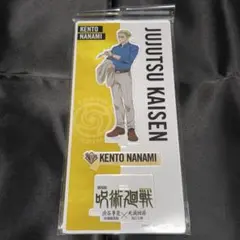 KENTO NANAMI
JUJUTSU KAISEN
KENTO NANAMI
呪術廻戦